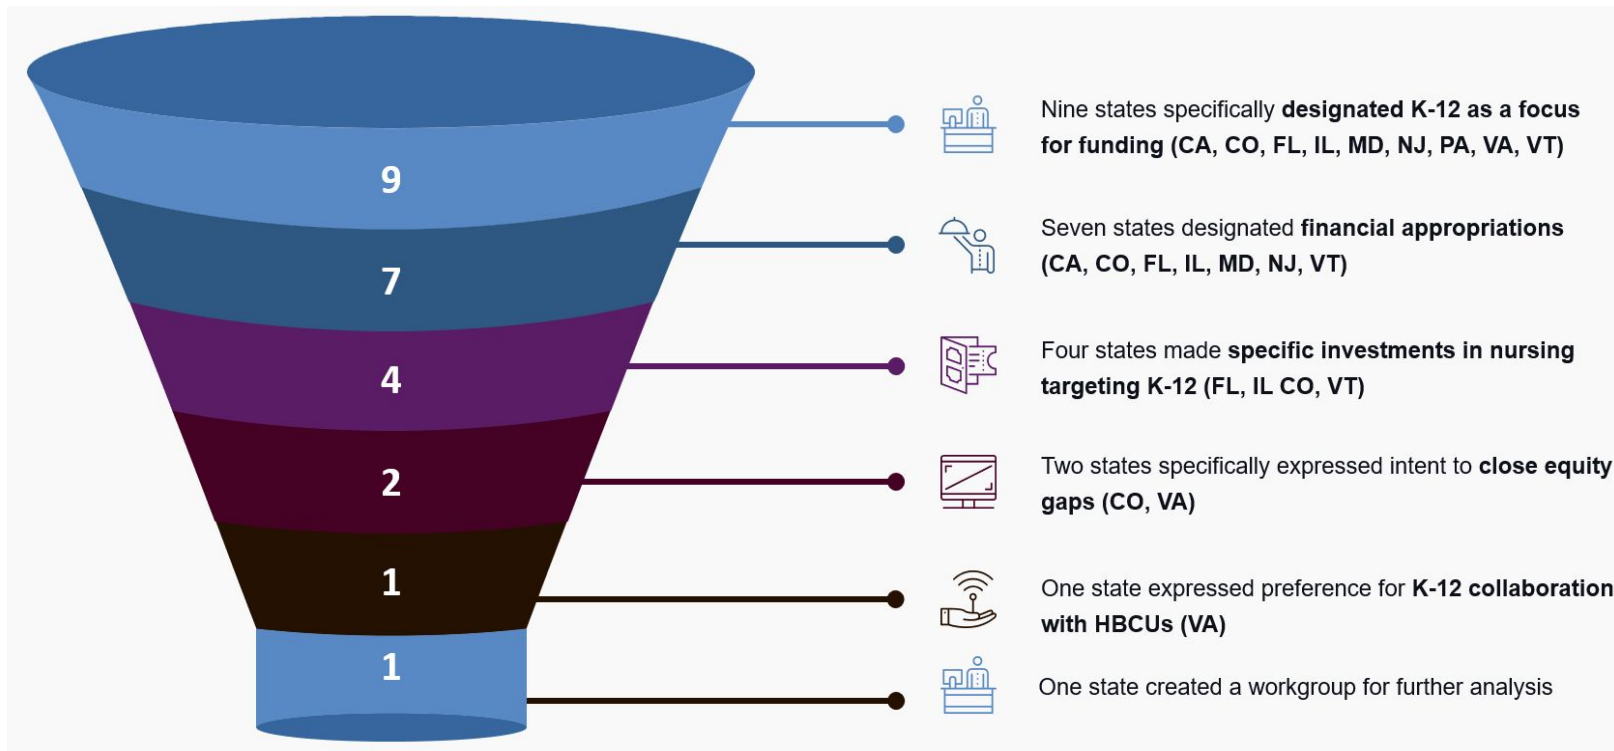 9
Nine states specifically designated K-12 as a focus
for funding (CA, CO, FL, IL, MD, NJ, PA, VA, VT)
7
Seven states designated financial appropriations
(CA, CO, FL, IL, MD, NJ, VT)
4
Four states made specific investments in nursing
targeting K-12 (FL, IL CO, VT)
2
Two states specifically expressed intent to close equity
gaps (CO, VA)
1
One state expressed preference for K-12 collaboration
with HBCUs (VA)
1
One state created a workgroup for further analysis